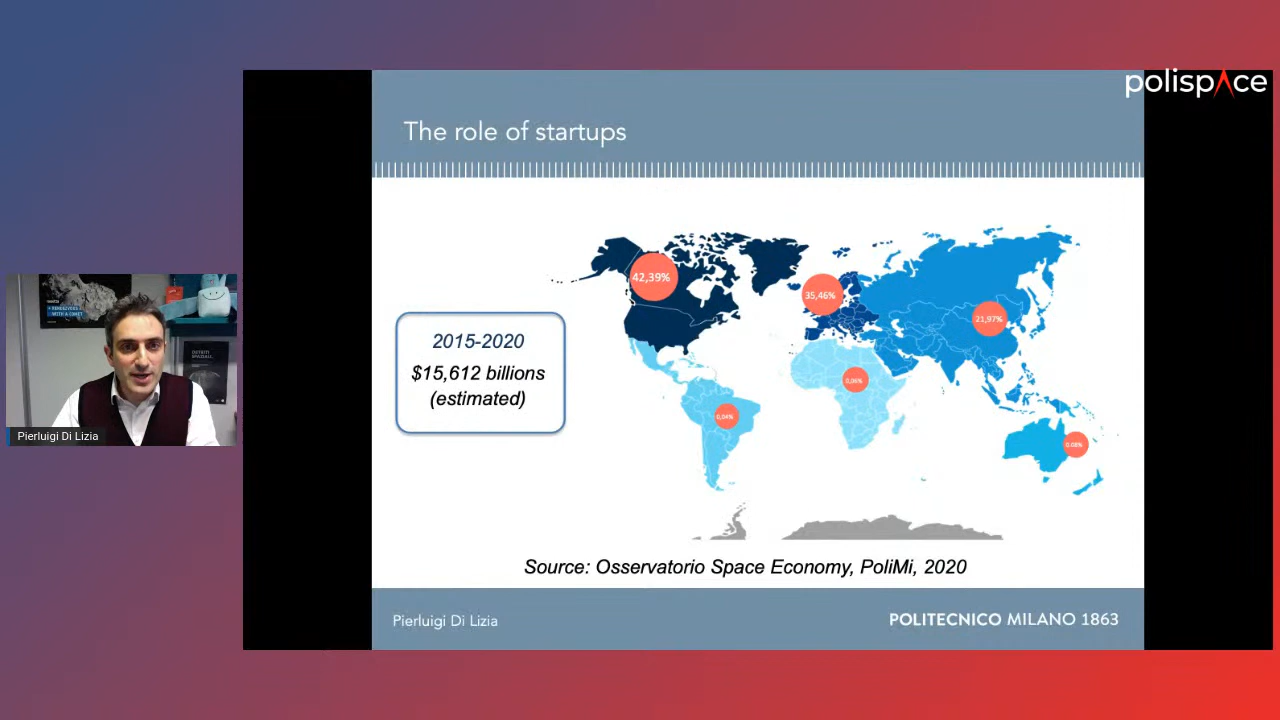 polispace
The role of startups
42,39%
35,46%
21,97%
2015-2020
$15,612 billions
(estimated)
0,06%
0,04%
0,08%
Source: Osservatorio Space Economy, PoliMi, 2020
Pierluigi Di Lizia
POLITECNICO MILANO 1863
Pierluigi Di Lizia